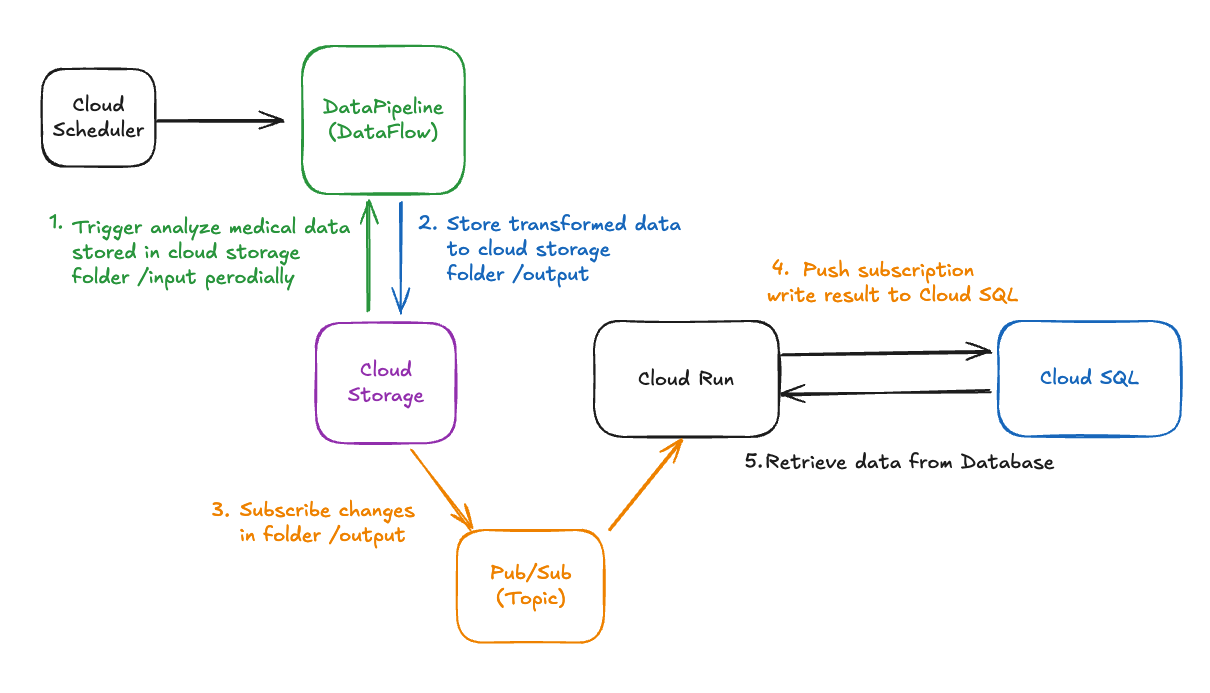 Cloud
Scheduler
DataPipeline
(DataFlow)
1. Trigger analyze medical data
stored in cloud storage
folder /input perodially
2. Store transformed data
to cloud storage
folder /output
4. Push subscription
write result to Cloud SQL
Cloud
Storage
Cloud Run
Cloud SQL
5.Retrieve data from Database
3. Subscribe changes
in folder /output
Pub/Sub
(Topic)